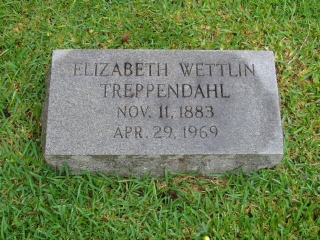 ELIZABETH WETTLIN
TREPPENDAHL
NOV. 11, 1883
APR. 29, 1969